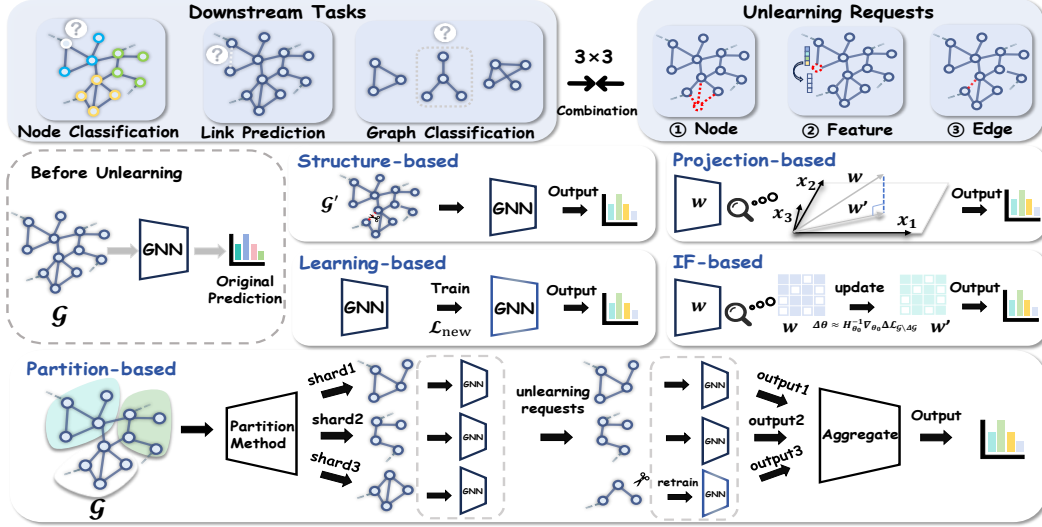 Downstream Tasks
?
?
?
Node Classification
Link Prediction
Graph Classification
3×3
Combination
Unlearning Requests
① Node
② Feature
③ Edge
Before Unlearning
𝒢
GNN
Original
Prediction
Structure-based
𝒢′
GNN
Output
Projection-based
w
x₂
x₃
x₁
w
w'
Output
Learning-based
GNN
Train
ℒnew
GNN
Output
IF-based
w
w
update
Δθ ≈ H⁻¹_θ₀ ∇_θ₀ Δℒ_𝒢\Δ𝒢
w'
Output
Partition-based
𝒢
Partition
Method
shard1
shard2
shard3
GNN
GNN
GNN
unlearning
requests
retrain
GNN
GNN
GNN
output1
output2
output3
Aggregate
Output